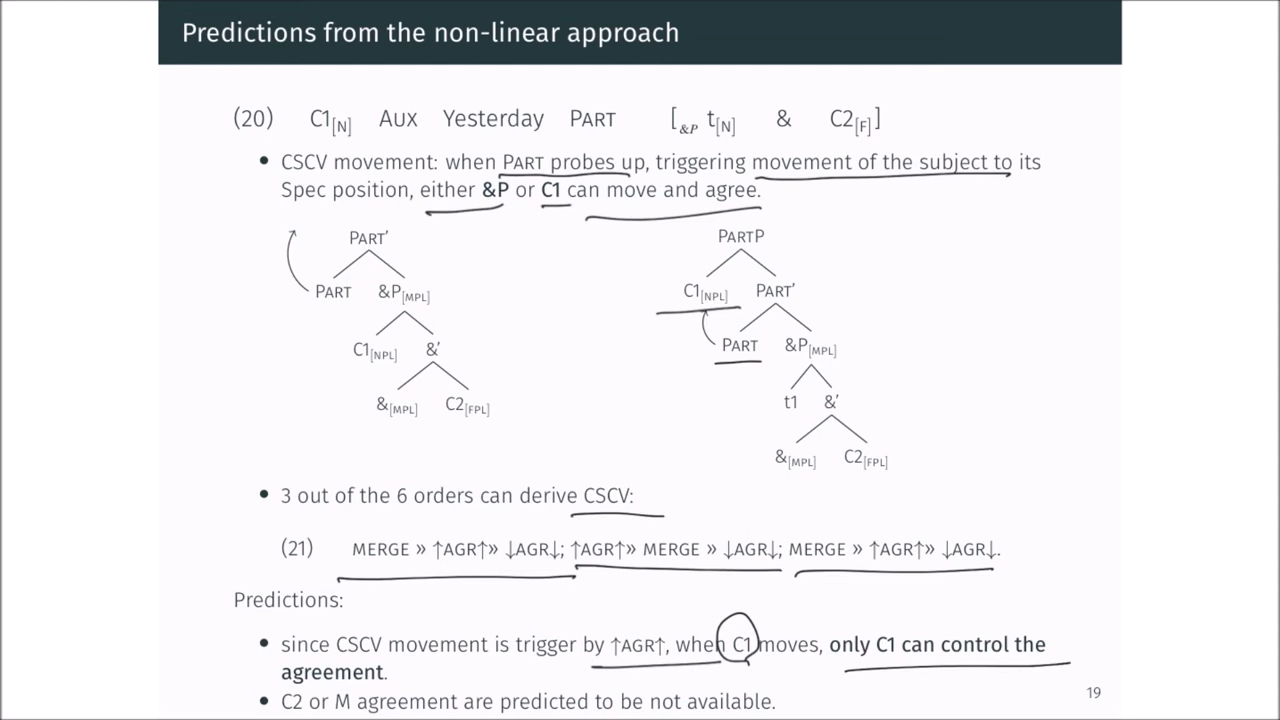 Predictions from the non-linear approach
(20) C1[N] AUX Yesterday PART [&P t[N] & C2[F]]
• CSCV movement: when PART probes up, triggering movement of the subject to its
Spec position, either &P or C1 can move and agree.
PART' PARTP
PART &P[MPL] C1[NPL] PART'
C1[NPL] &' PART &P[MPL]
&[MPL] C2[FPL] t1 &'
&[MPL] C2[FPL]
• 3 out of the 6 orders can derive CSCV:
(21) MERGE » ↑AGR↑» ↓AGR↓; ↑AGR↑» MERGE » ↓AGR↓; MERGE » ↑AGR↑» ↓AGR↓.
Predictions:
• since CSCV movement is trigger by ↑AGR↑, when C1 moves, only C1 can control the
agreement.
• C2 or M agreement are predicted to be not available.
19